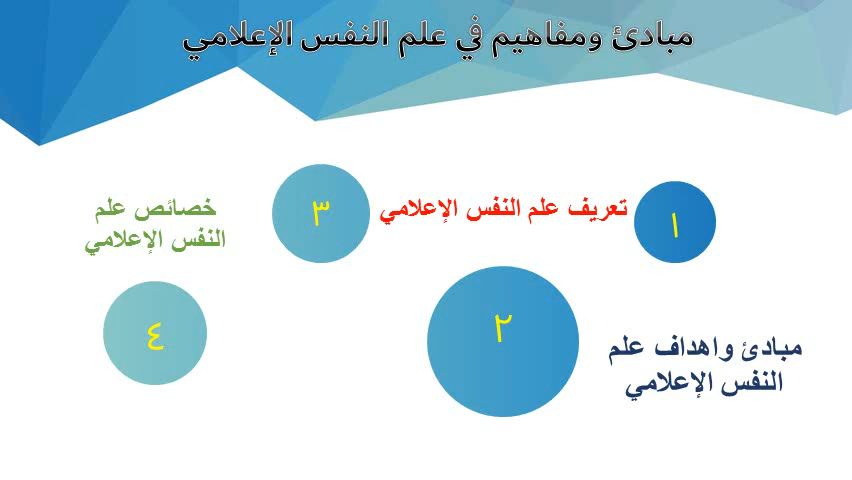 مبادئ ومفاهيم في علم النفس الإعلامي
١
تعريف علم النفس الإعلامي
٢
مبادئ واهداف علم
النفس الإعلامي
٣
خصائص علم
النفس الإعلامي
٤